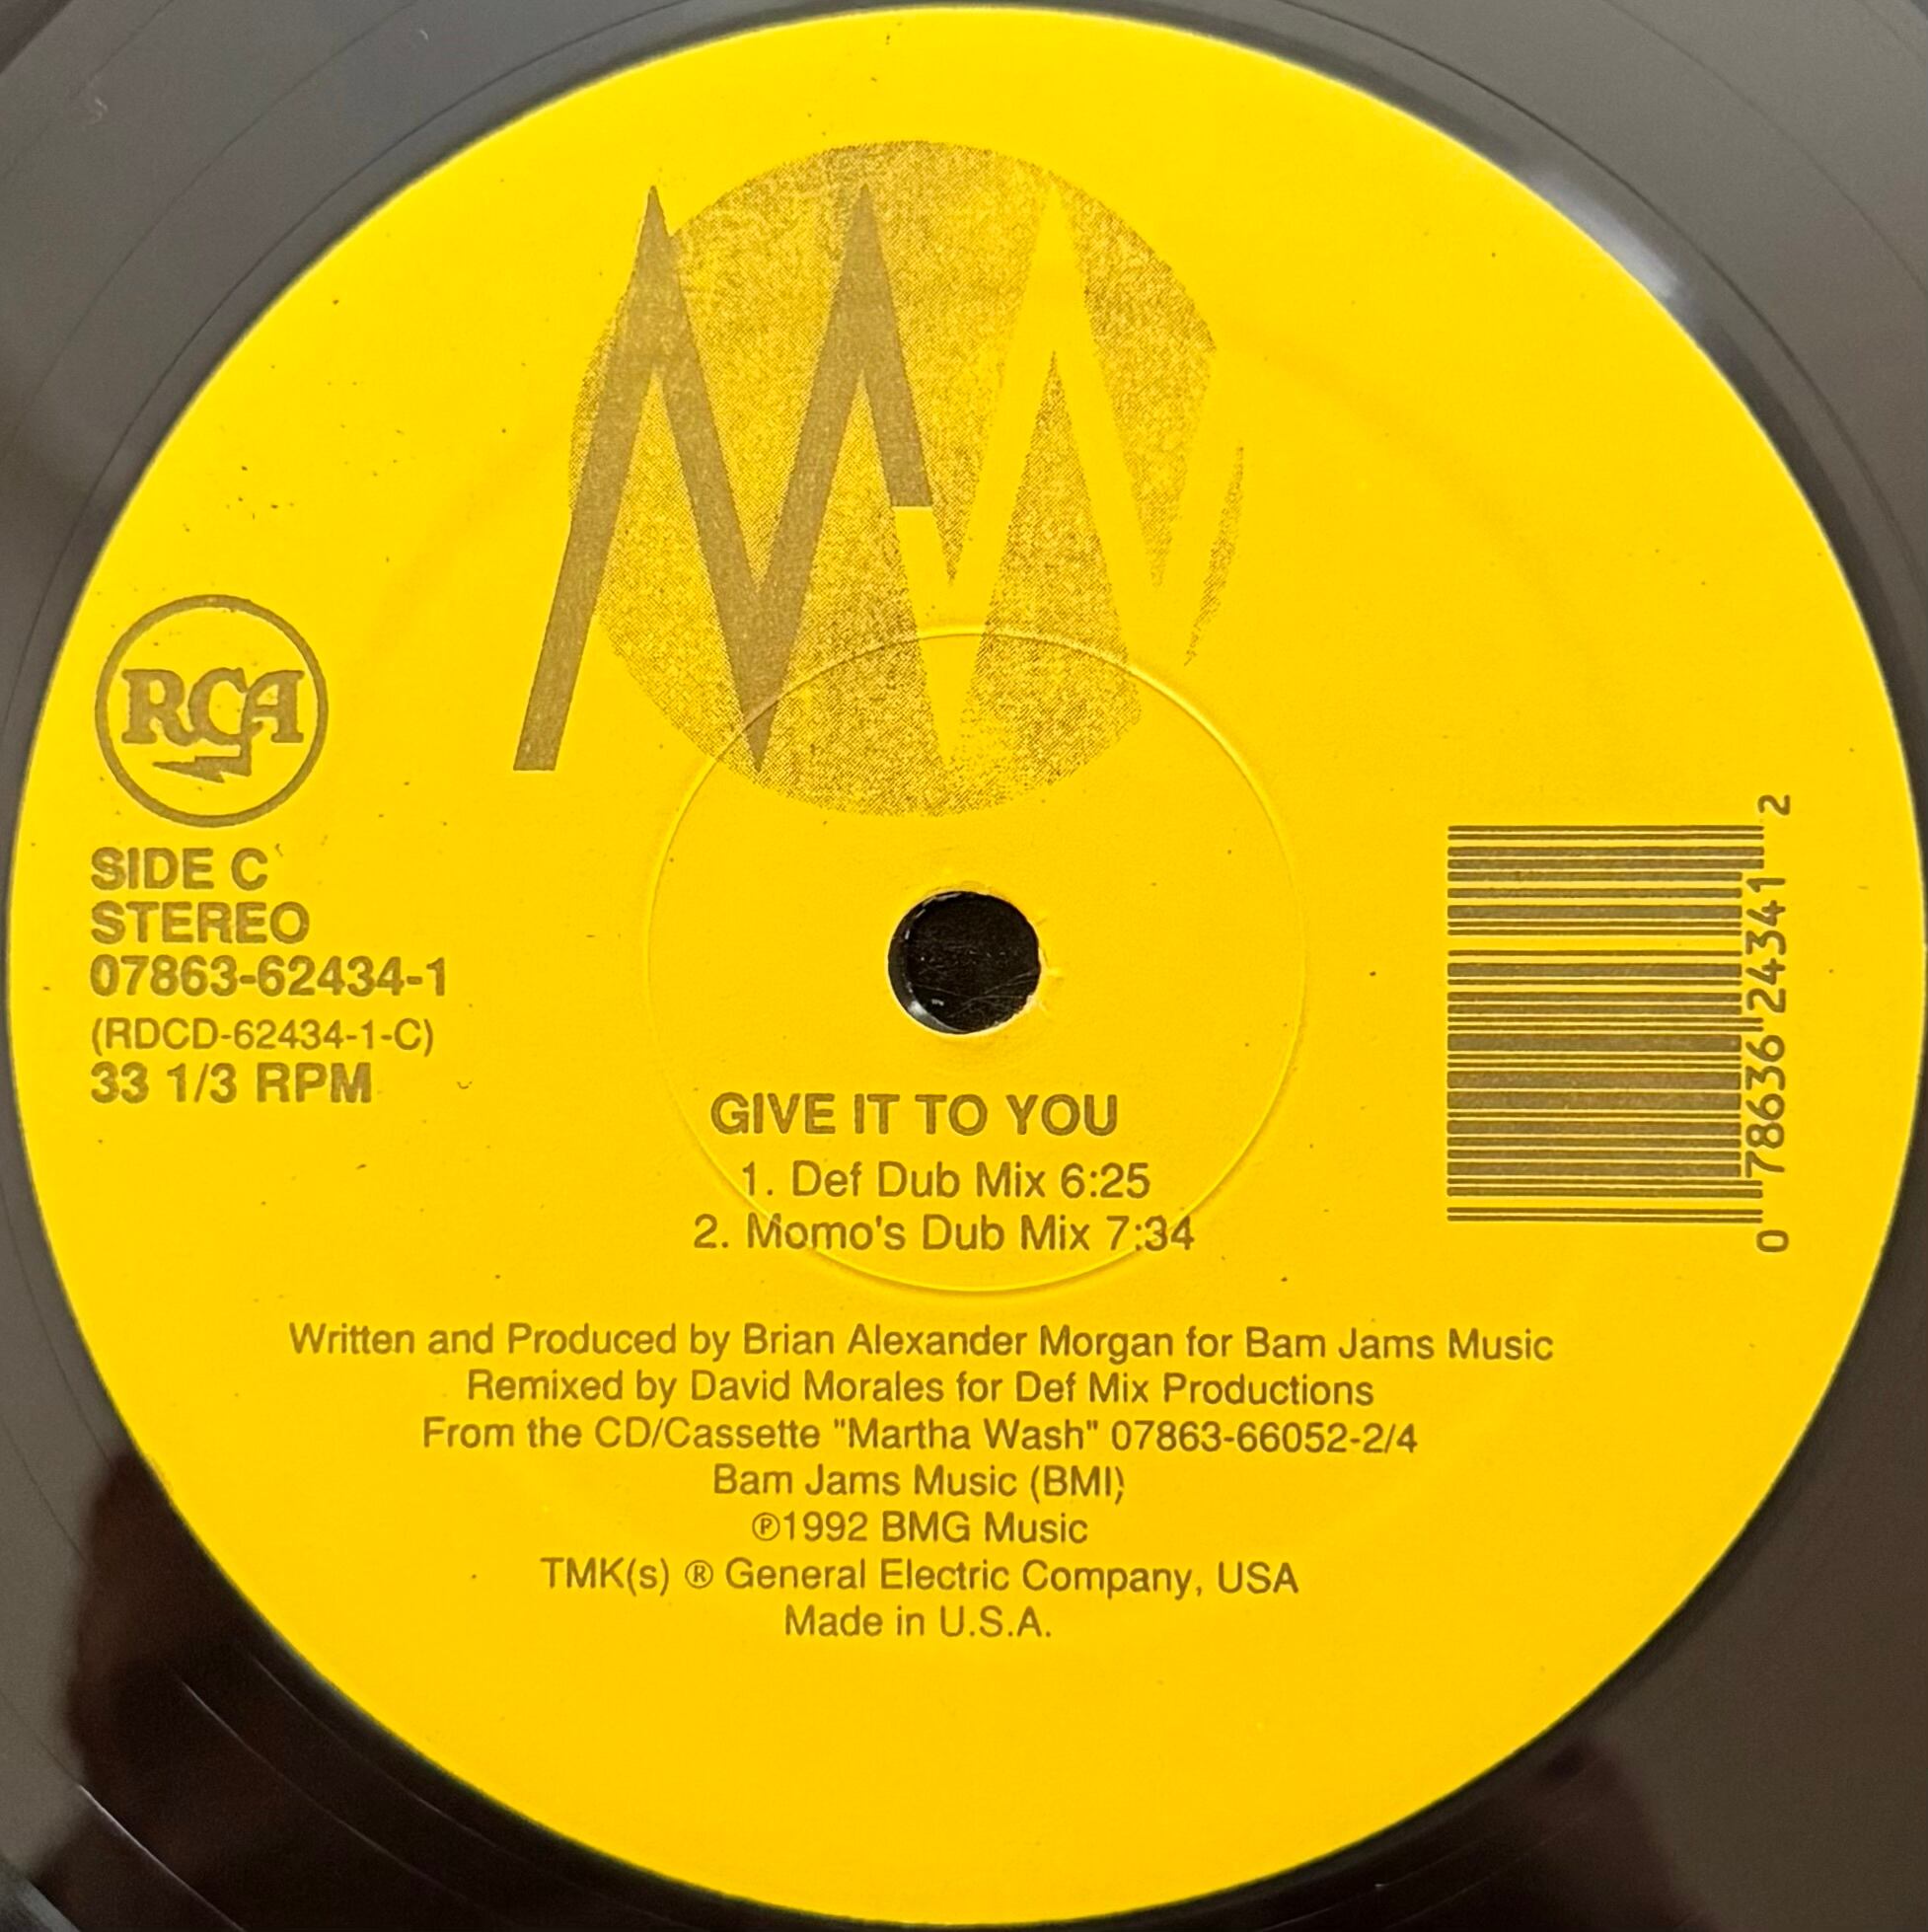 RCA
SIDE C
STEREO
07863-62434-1
(RDCD-62434-1-C)
33 1/3 RPM
0 78636 24341 2
GIVE IT TO YOU
1. Def Dub Mix 6:25
2. Momo's Dub Mix 7:34
Written and Produced by Brian Alexander Morgan for Bam Jams Music
Remixed by David Morales for Def Mix Productions
From the CD/Cassette "Martha Wash" 07863-66052-2/4
Bam Jams Music (BMI)
℗1992 BMG Music
TMK(s) ® General Electric Company, USA
Made in U.S.A.